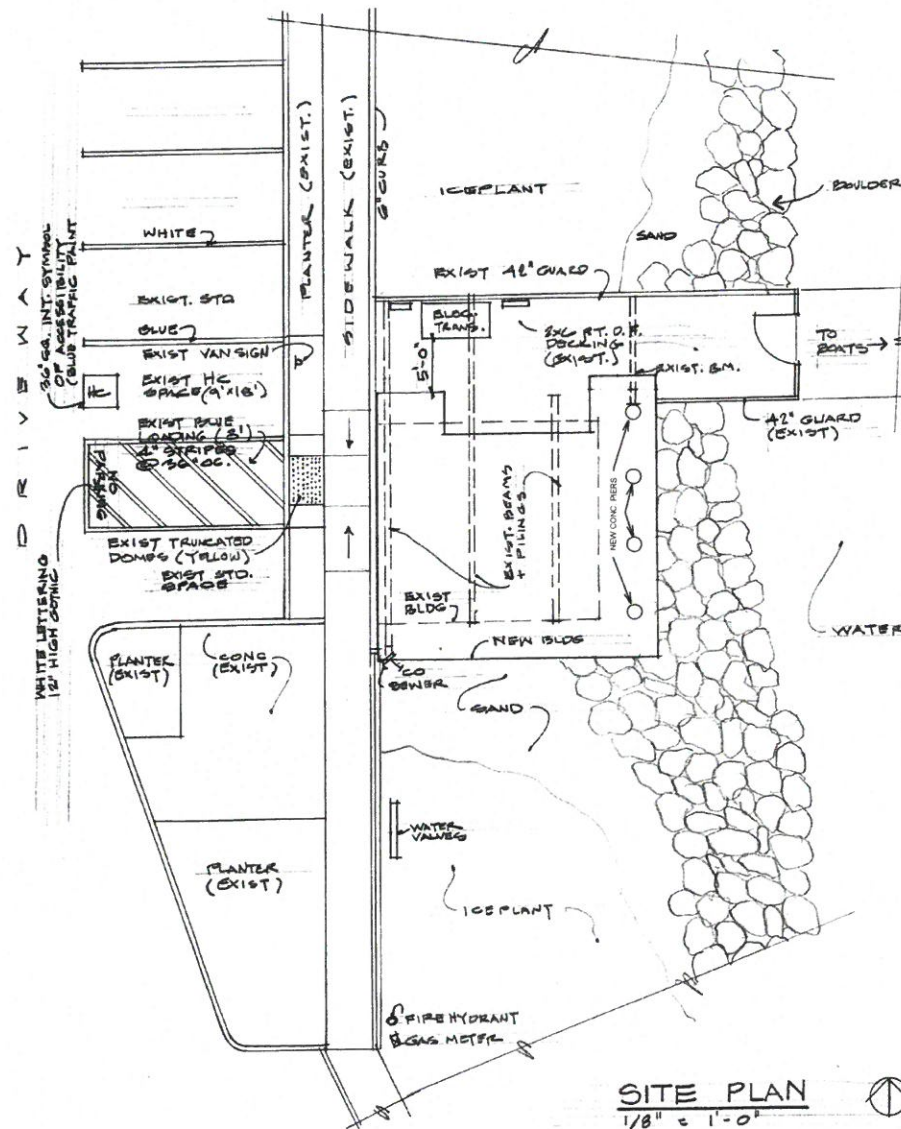 PLANTER (EXIST.)
SIDEWALK (EXIST.)
6" CURB
ICEPLANT
BOULDER
SAND
WHITE
DRIVEWAY
36" SQ. INT. SYMBOL
OF ACCESSIBILITY
(BLUE TRAFFIC PAINT
EXIST 42" GUARD
EXIST. STD
BLUE
EXIST VAN SIGN
HC
EXIST HC
SPACE (9'x18')
BLDG
TRANS.
5'-0"
2x6 P.T. D.F.
DECKING
(EXIST.)
EXIST. BM.
TO
BOATS
42" GUARD
(EXIST)
EXIST BLUE
LOADING (8')
4" STRIPES
@ 36" OC.
NO
PARKING
WHITE LETTERING
12" HIGH GOTHIC
EXIST TRUNCATED
DOMES (YELLOW)
EXIST STD.
SPACE
EXIST. BEAMS
+ PILINGS
NEW CONC PIERS
EXIST
BLDG
NEW BLDG
WATER
PLANTER
(EXIST)
CONC
(EXIST)
CO
SEWER
SAND
WATER
VALVES
PLANTER
(EXIST)
ICEPLANT
FIRE HYDRANT
GAS METER
SITE PLAN
1/8" = 1'-0"